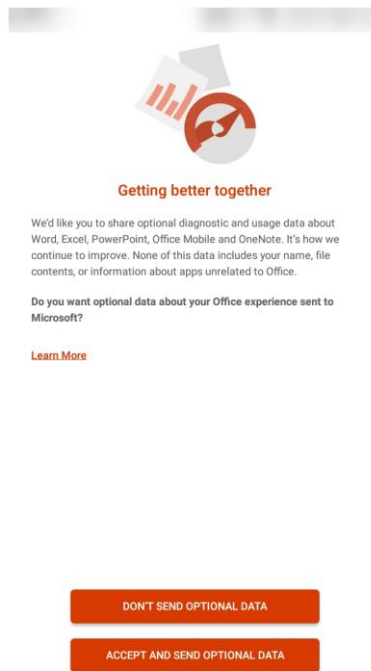 Getting better together
We'd like you to share optional diagnostic and usage data about
Word, Excel, PowerPoint, Office Mobile and OneNote. It's how we
continue to improve. None of this data includes your name, file
contents, or information about apps unrelated to Office.
Do you want optional data about your Office experience sent to
Microsoft?
Learn More
DON'T SEND OPTIONAL DATA
ACCEPT AND SEND OPTIONAL DATA